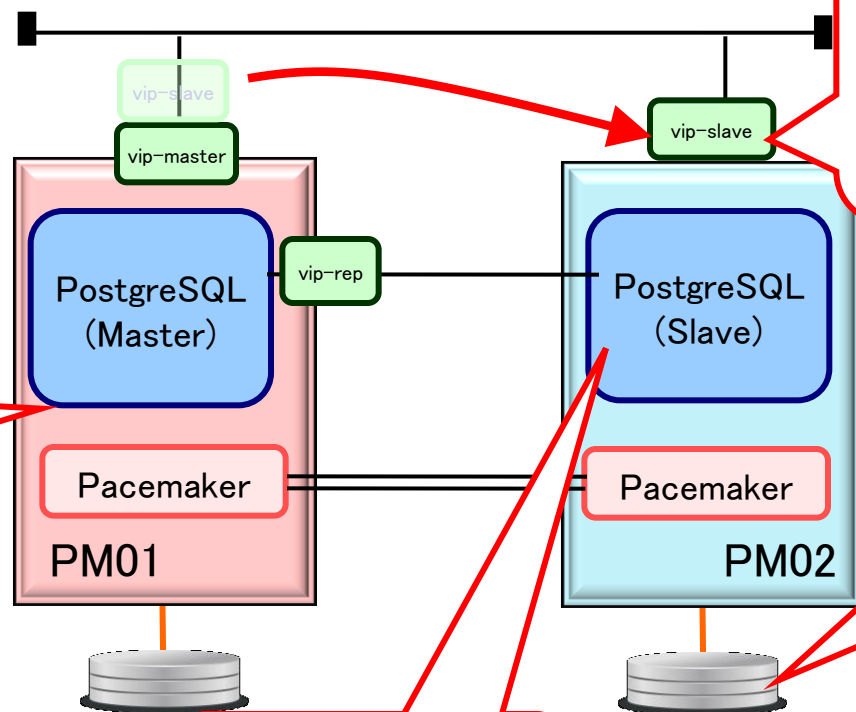 vip-slave
vip-master
vip-slave
PostgreSQL
(Master)
vip-rep
PostgreSQL
(Slave)
Pacemaker
Pacemaker
PM01
PM02